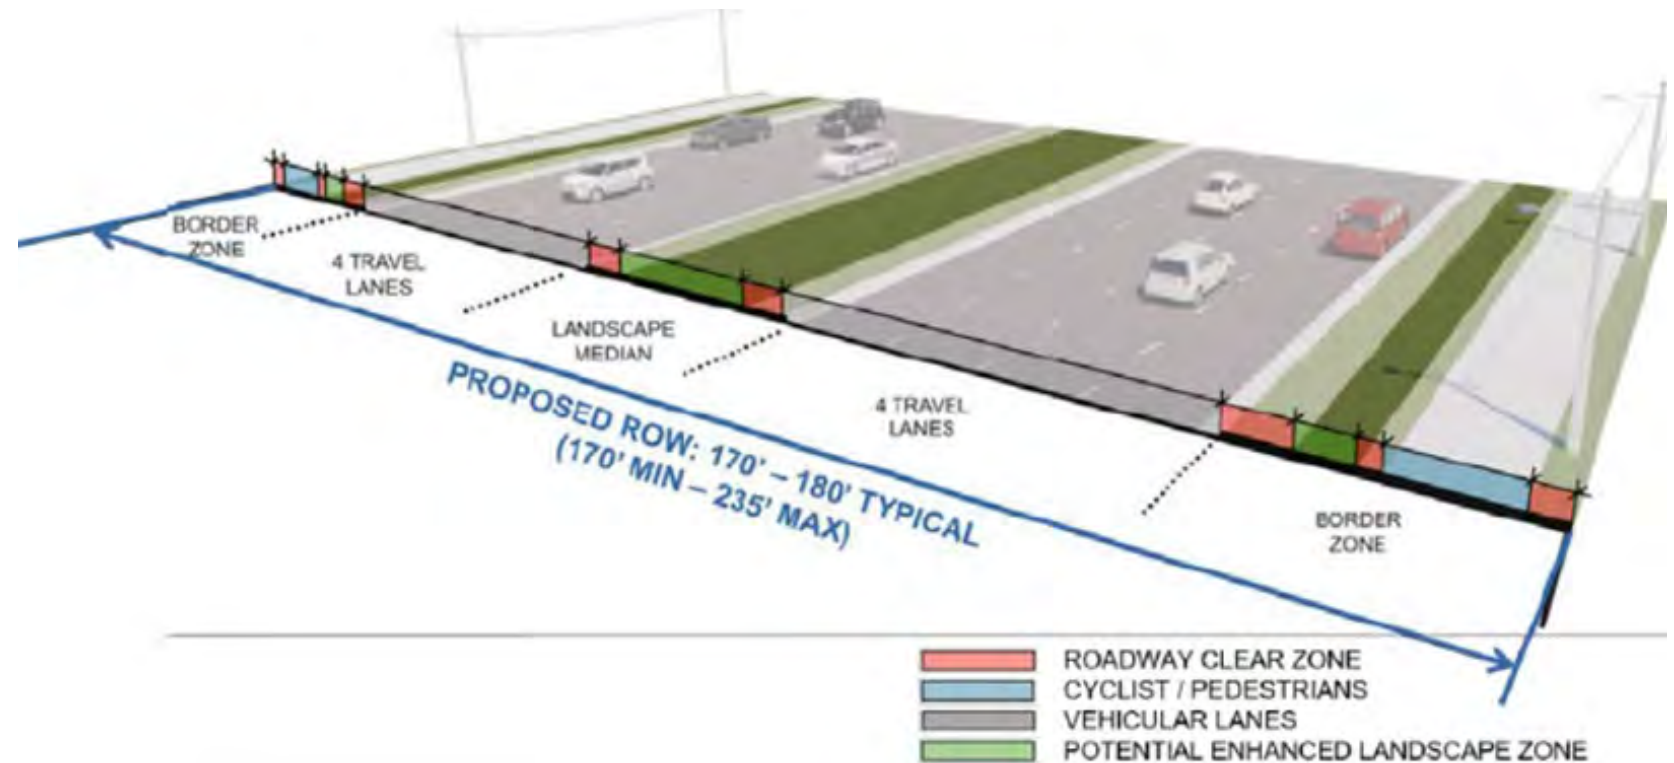 BORDER
ZONE
4 TRAVEL
LANES
LANDSCAPE
MEDIAN
4 TRAVEL
LANES
BORDER
ZONE
PROPOSED ROW: 170' – 180' TYPICAL
(170' MIN – 235' MAX)
ROADWAY CLEAR ZONE
CYCLIST / PEDESTRIANS
VEHICULAR LANES
POTENTIAL ENHANCED LANDSCAPE ZONE